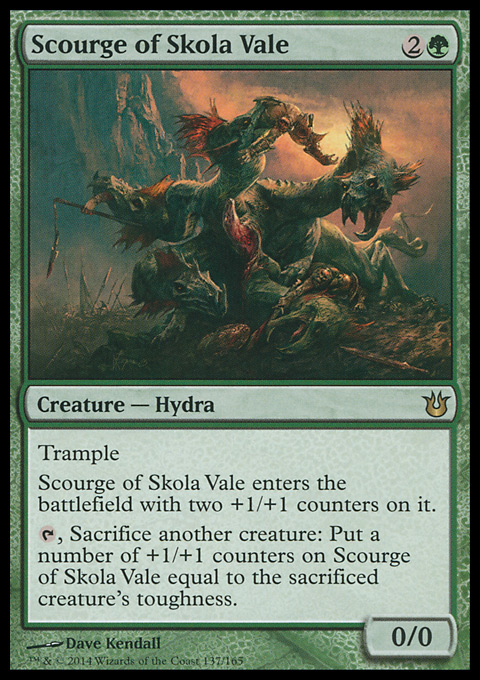 Scourge of Skola Vale 2
Creature — Hydra
Trample
Scourge of Skola Vale enters the
battlefield with two +1/+1 counters on it.
, Sacrifice another creature: Put a
number of +1/+1 counters on Scourge
of Skola Vale equal to the sacrificed
creature's toughness.
Dave Kendall
0/0
™ & © 2014 Wizards of the Coast 137/165